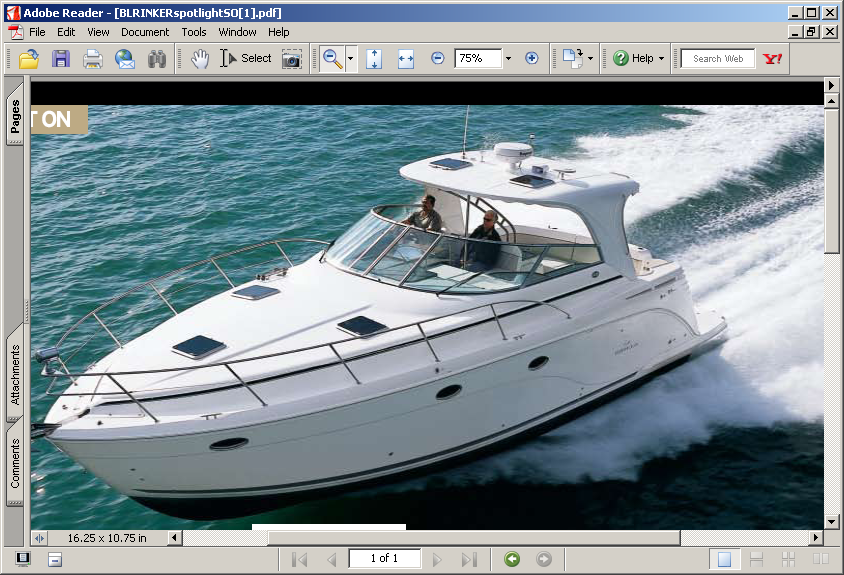 Adobe Reader - [BLRINKERspotlightSO[1].pdf]
File Edit View Document Tools Window Help
Select 75% Help Search Web Y!
Pages
T ON
Attachments
Comments
16.25 x 10.75 in
1 of 1